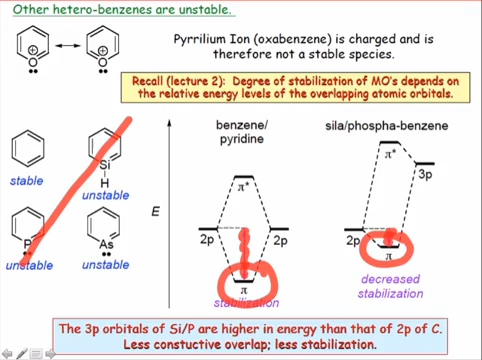 Other hetero-benzenes are unstable.
Pyrrilium Ion (oxabenzene) is charged and is
therefore not a stable species.
Recall (lecture 2): Degree of stabilization of MO's depends on
the relative energy levels of the overlapping atomic orbitals.
O
O
benzene/
pyridine
sila/phospha-benzene
stable
Si
H
unstable
P
unstable
As
unstable
E
π*
2p
2p
π
stabilization
π*
3p
2p
π
decreased
stabilization
The 3p orbitals of Si/P are higher in energy than that of 2p of C.
Less constuctive overlap; less stabilization.